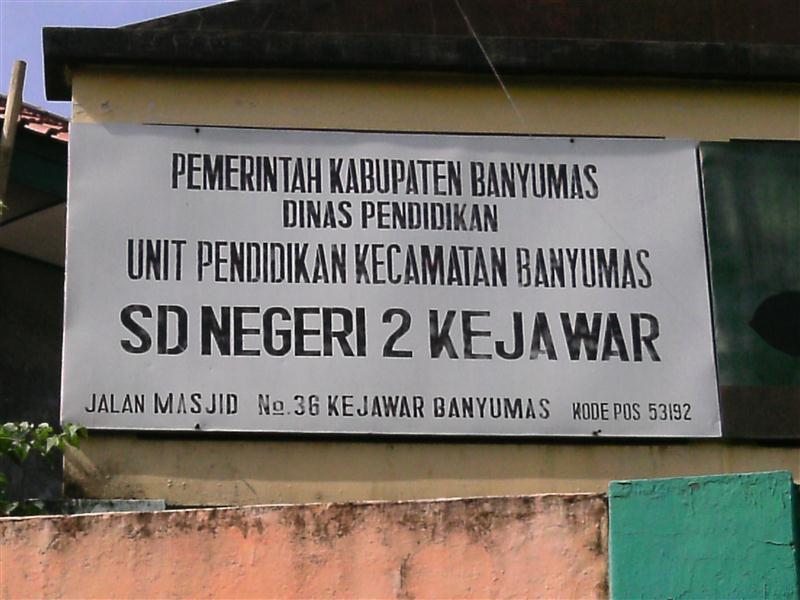 PEMERINTAH KABUPATEN BANYUMAS
DINAS PENDIDIKAN
UNIT PENDIDIKAN KECAMATAN BANYUMAS
SD NEGERI 2 KEJAWAR
JALAN MASJID No. 36 KEJAWAR BANYUMAS KODE POS 53192